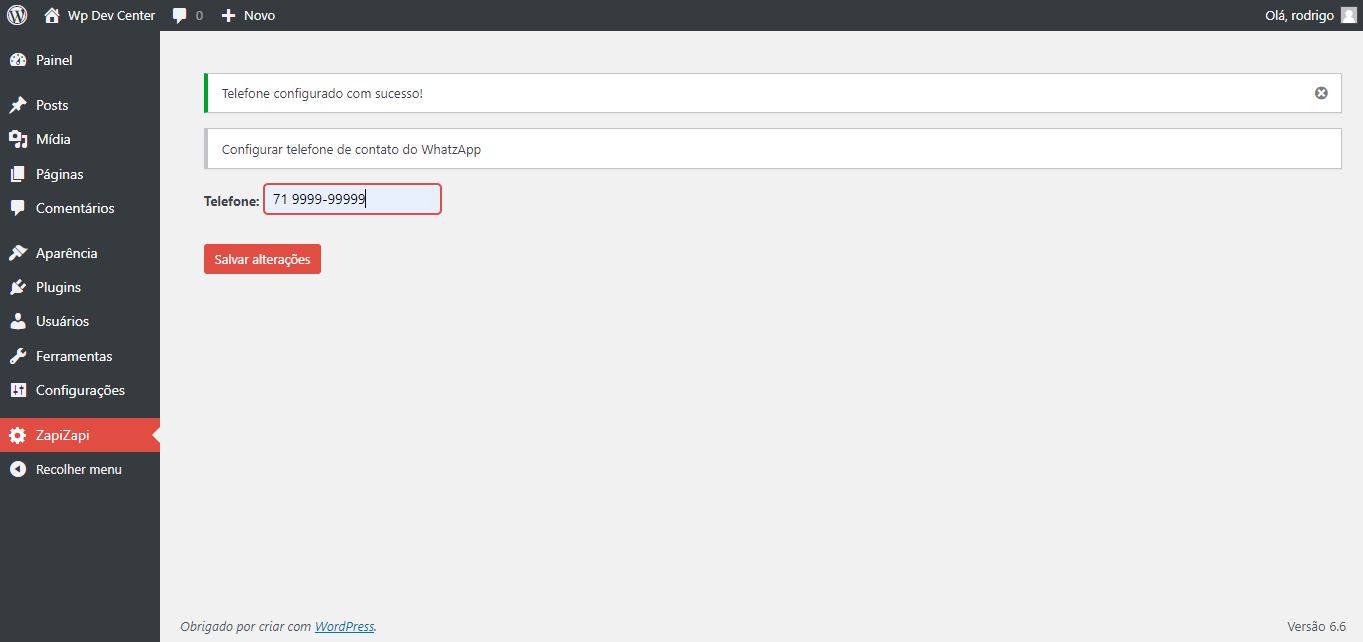 Wp Dev Center 0 Novo Olá, rodrigo
Painel
Posts
Mídia
Páginas
Comentários
Aparência
Plugins
Usuários
Ferramentas
Configurações
ZapiZapi
Recolher menu
Telefone configurado com sucesso!
Configurar telefone de contato do WhatzApp
Telefone: 71 9999-99999
Salvar alterações
Obrigado por criar com WordPress. Versão 6.6